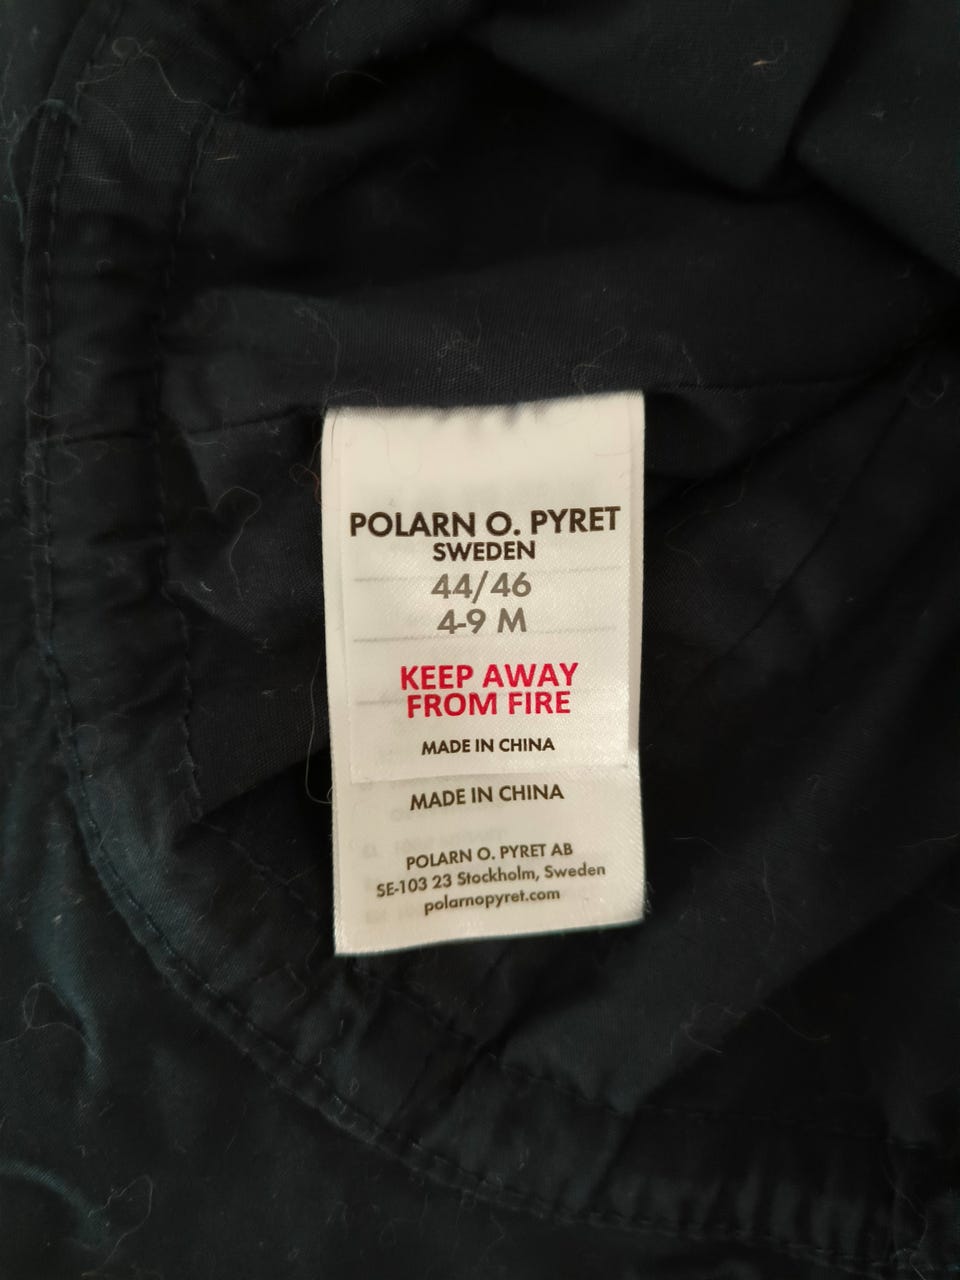 POLARN O. PYRET
SWEDEN
44/46
4-9 M
KEEP AWAY
FROM FIRE
MADE IN CHINA
MADE IN CHINA
POLARN O. PYRET AB
SE-103 23 Stockholm, Sweden
polarnopyret.com